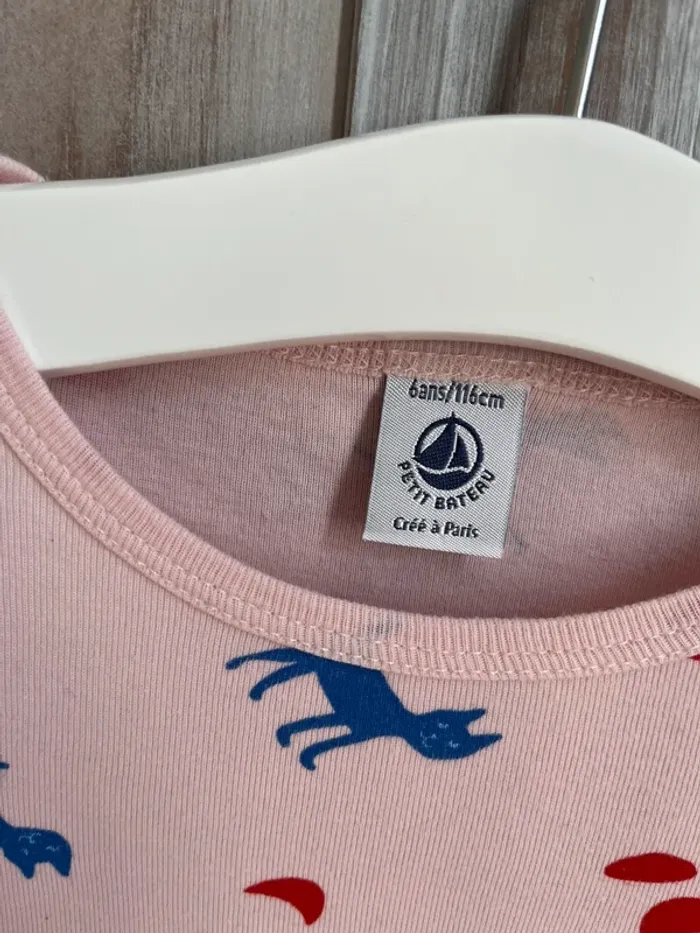 6ans/116cm
PETIT BATEAU
Créé à Paris